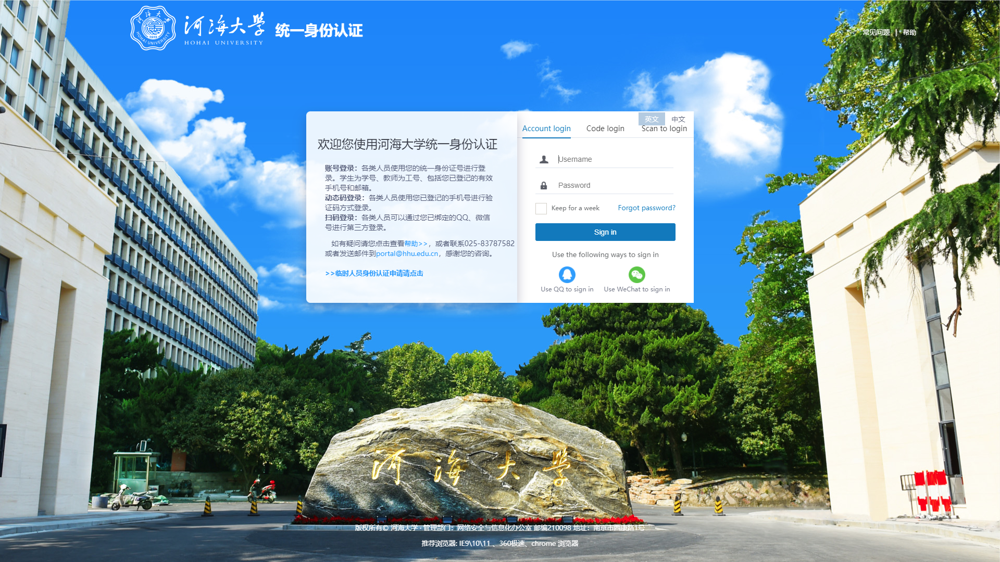 河海大学
HOHAI UNIVERSITY
1915
HOHAI UNIVERSITY
河海大学
统一身份认证
常见问题 | 帮助
英文 中文
Account login Code login Scan to login
欢迎您使用河海大学统一身份认证
账号登录：各类人员使用您的统一身份证号进行登
录。学生为学号、教师为工号、包括您已登记的有效
手机号和邮箱。
动态码登录：各类人员使用您已登记的手机号进行验
证码方式登录。
扫码登录：各类人员可以通过您已绑定的QQ、微信
号进行第三方登录。
如有疑问请您点击查看帮助>>，或者联系025-83787582
或者发送邮件到portal@hhu.edu.cn，感谢您的咨询。
>>临时人员身份认证申请请点击
Username
Password
Keep for a week Forgot password?
Sign in
Use the following ways to sign in
Use QQ to sign in Use WeChat to sign in
河海大学
版权所有© 河海大学 · 管理部门：网络安全与信息化办公室 邮编210098 地址：南京市西康路1号
推荐浏览器: IE9\10\11 、360极速、chrome 浏览器